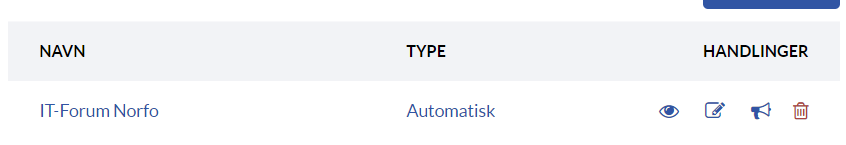 NAVN TYPE HANDLINGER
IT-Forum Norfo Automatisk